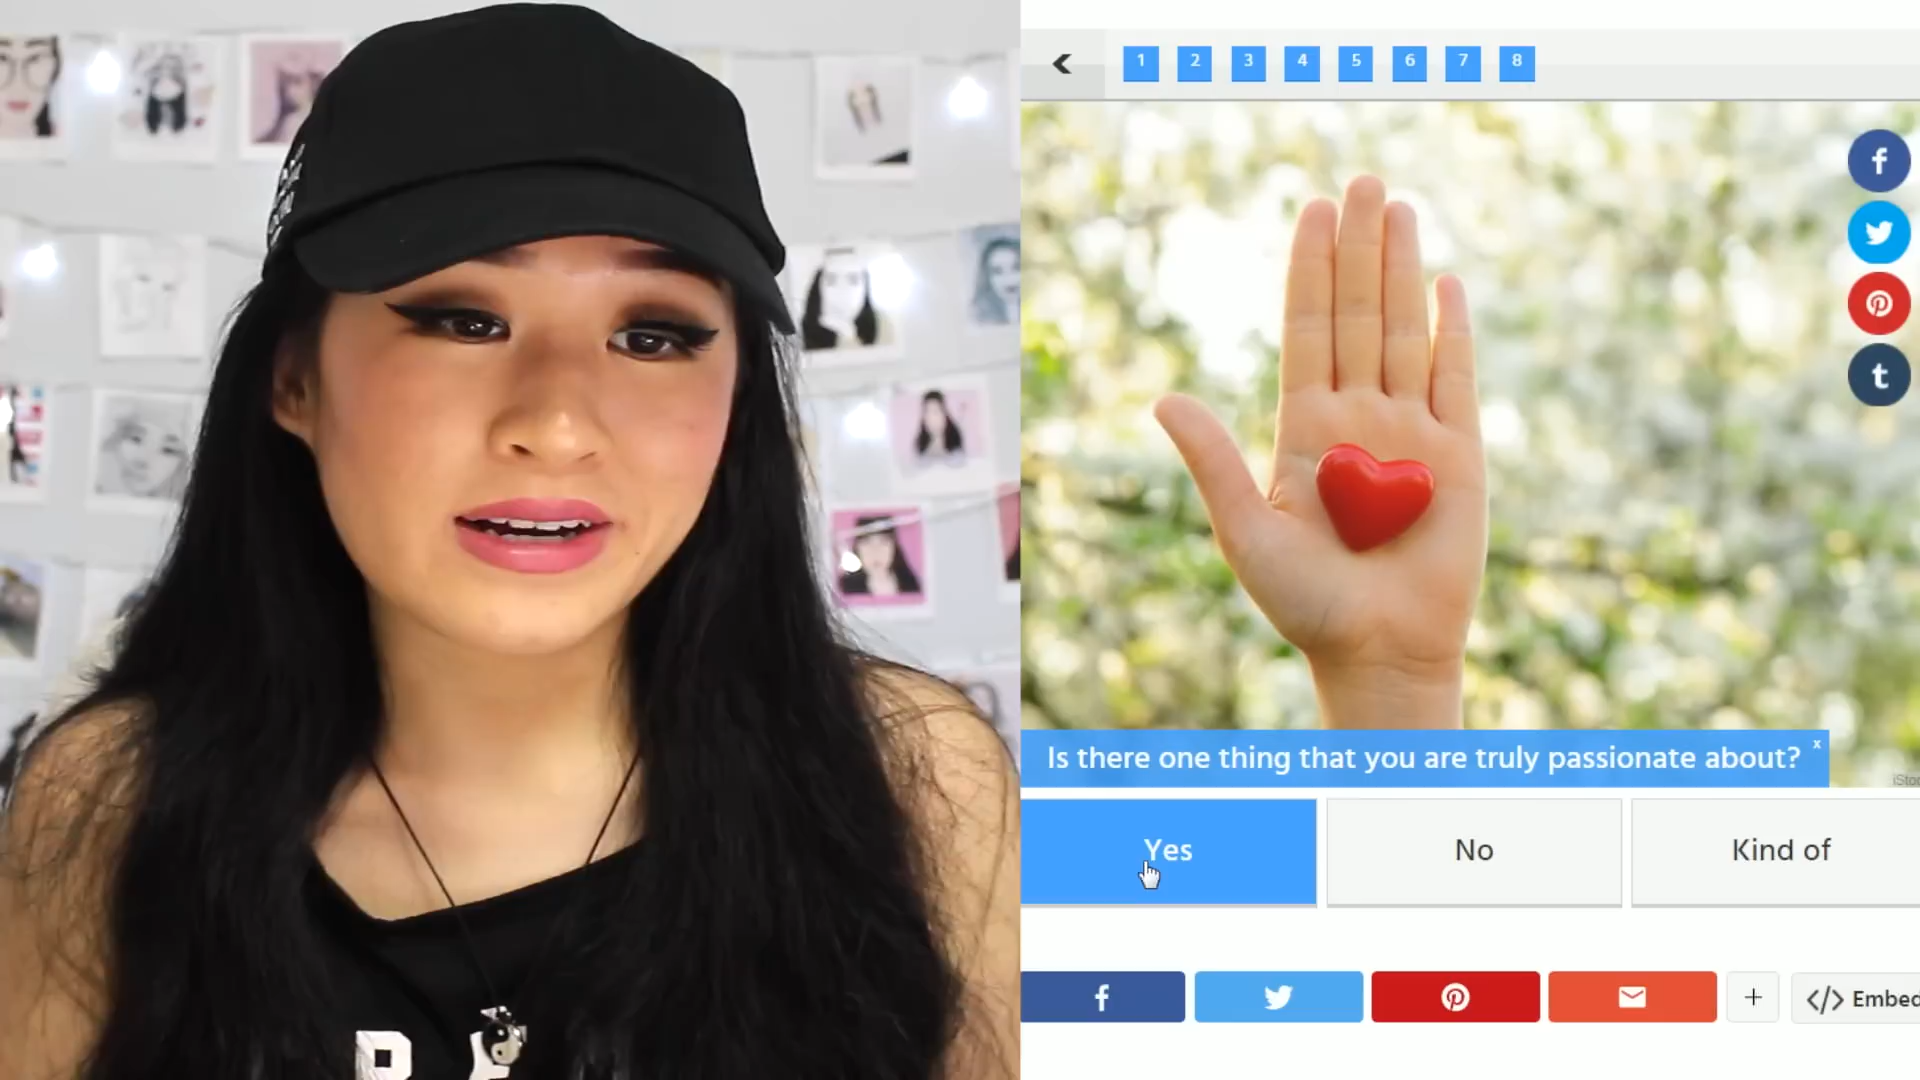 1 2 3 4 5 6 7 8
Is there one thing that you are truly passionate about? x
Yes
No
Kind of
</> Embed